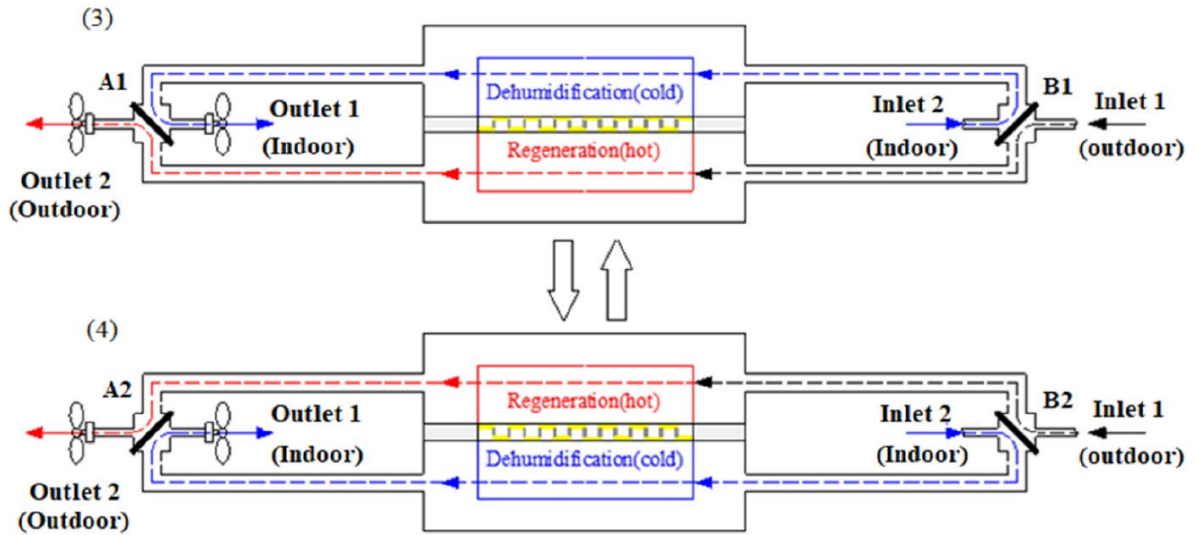 (3)
A1
Outlet 1
(Indoor)
Outlet 2
(Outdoor)
Dehumidification(cold)
Regeneration(hot)
Inlet 2
(Indoor)
B1
Inlet 1
(outdoor)
(4)
A2
Outlet 1
(Indoor)
Outlet 2
(Outdoor)
Regeneration(hot)
Dehumidification(cold)
Inlet 2
(Indoor)
B2
Inlet 1
(outdoor)